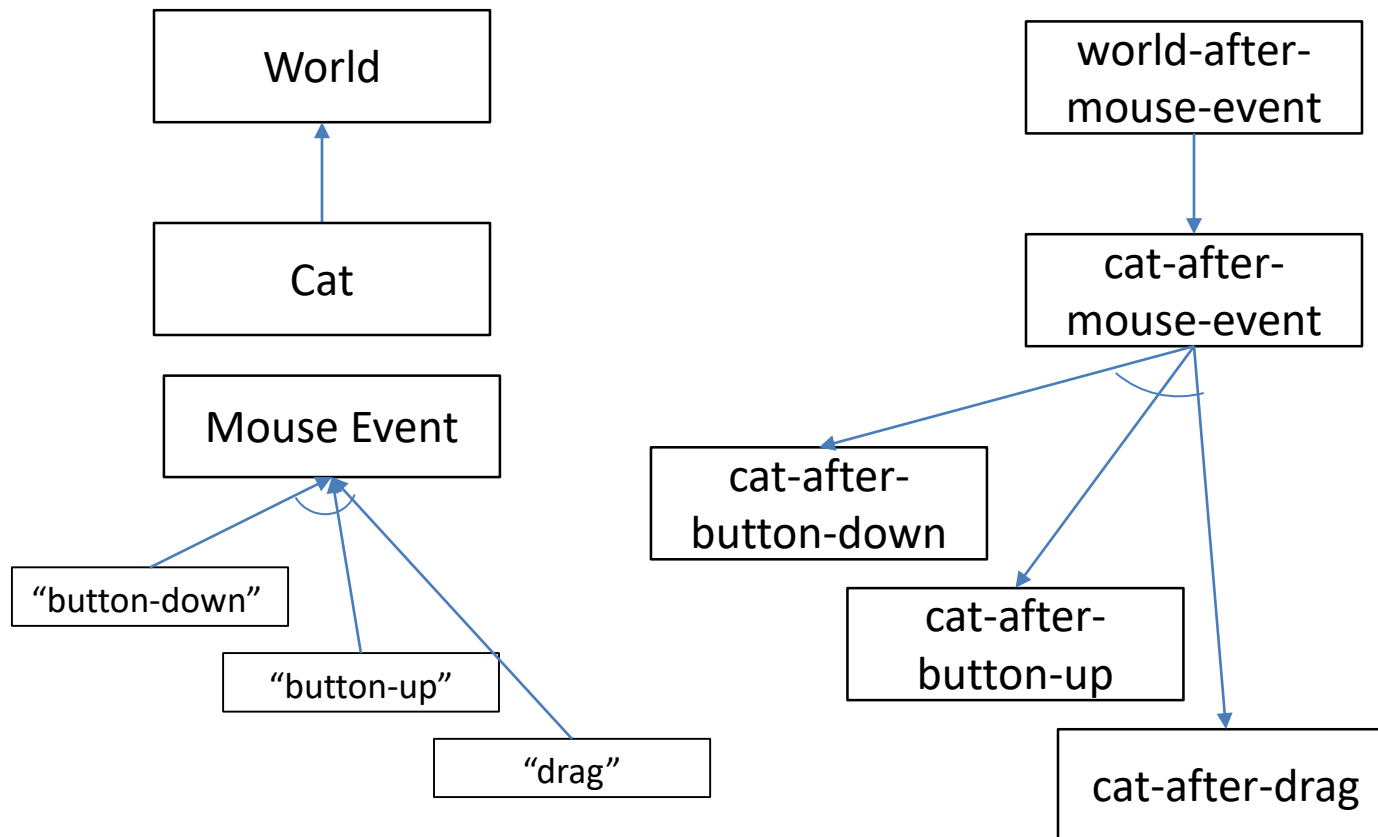 World
Cat
Mouse Event
“button-down”
“button-up”
“drag”
world-after-
mouse-event
cat-after-
mouse-event
cat-after-
button-down
cat-after-
button-up
cat-after-drag